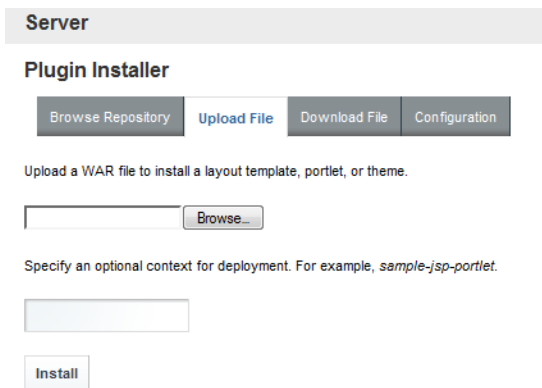 Server
Plugin Installer
Browse Repository Upload File Download File Configuration
Upload a WAR file to install a layout template, portlet, or theme.
Browse...
Specify an optional context for deployment. For example, sample-jsp-portlet.
Install